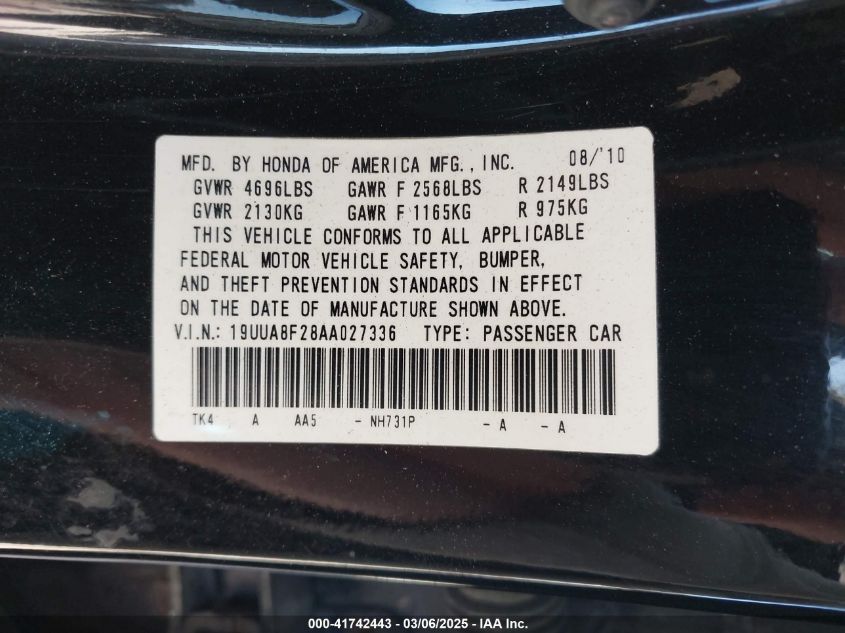 MFD. BY HONDA OF AMERICA MFG., INC. 08/'10
GVWR 4696LBS GAWR F 2568LBS R 2149LBS
GVWR 2130KG GAWR F 1165KG R 975KG
THIS VEHICLE CONFORMS TO ALL APPLICABLE
FEDERAL MOTOR VEHICLE SAFETY, BUMPER,
AND THEFT PREVENTION STANDARDS IN EFFECT
ON THE DATE OF MANUFACTURE SHOWN ABOVE.
V.I.N.: 19UUA8F28AA027336 TYPE: PASSENGER CAR
TK4 A AA5 - NH731P - A - A
000-41742443 - 03/06/2025 - IAA Inc.